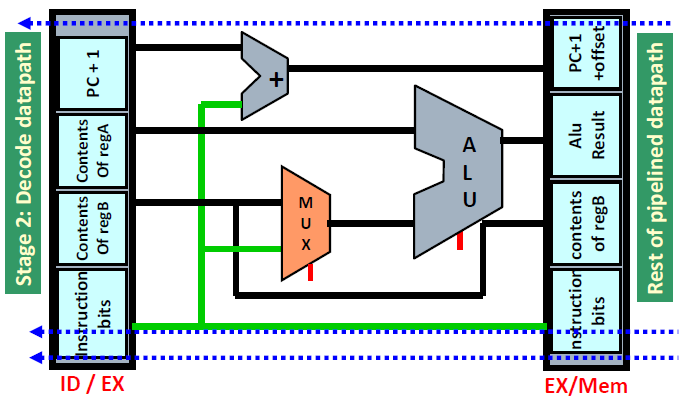 Stage 2: Decode datapath
PC + 1
Contents
Of regA
Contents
Of regB
Instruction
bits
ID / EX
+
M
U
X
A
L
U
PC+1
+offset
Alu
Result
contents
of regB
nstruction
bits
EX/Mem
Rest of pipelined datapath